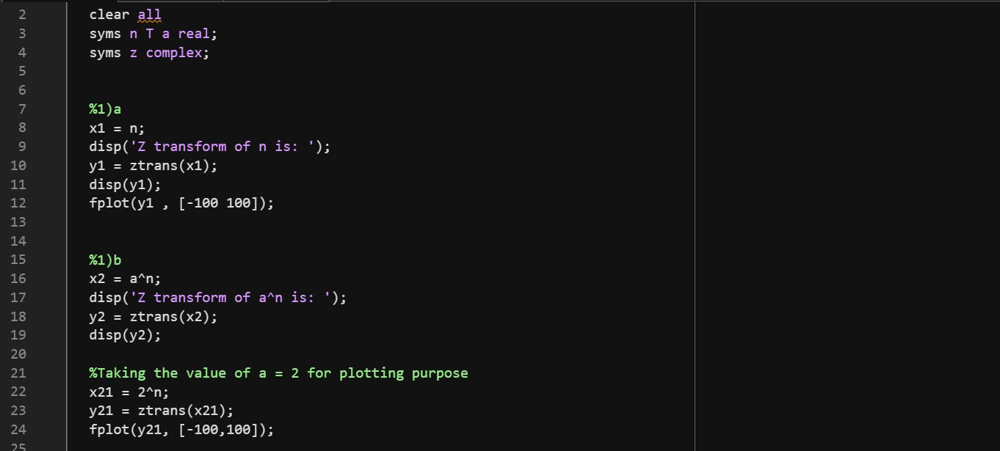 2 clear all
3 syms n T a real;
4 syms z complex;
5
6
7 %1)a
8 x1 = n;
9 disp('Z transform of n is: ');
10 y1 = ztrans(x1);
11 disp(y1);
12 fplot(y1 , [-100 100]);
13
14
15 %1)b
16 x2 = a^n;
17 disp('Z transform of a^n is: ');
18 y2 = ztrans(x2);
19 disp(y2);
20
21 %Taking the value of a = 2 for plotting purpose
22 x21 = 2^n;
23 y21 = ztrans(x21);
24 fplot(y21, [-100,100]);
25